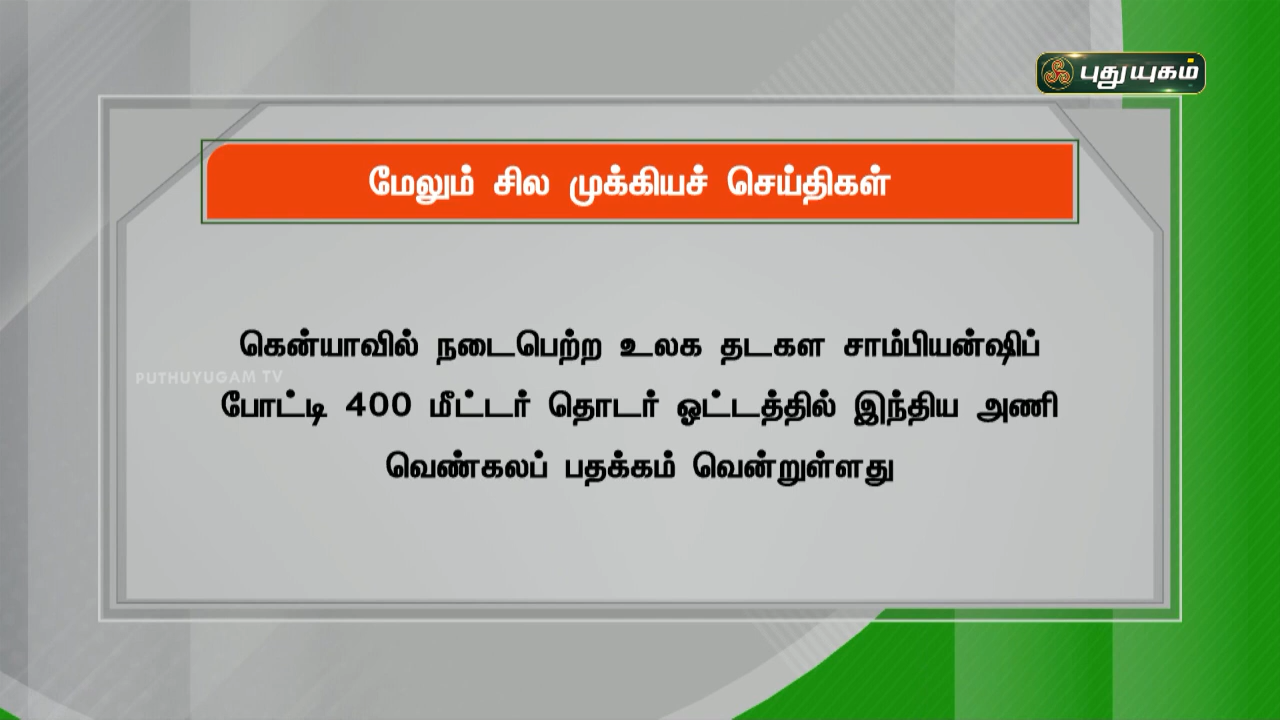 புதுயுகம்
மேலும் சில முக்கியச் செய்திகள்
கென்யாவில் நடைபெற்ற உலக தடகள சாம்பியன்ஷிப்
PUTHUYUGAM TV
போட்டி 400 மீட்டர் தொடர் ஓட்டத்தில் இந்திய அணி
வெண்கலப் பதக்கம் வென்றுள்ளது